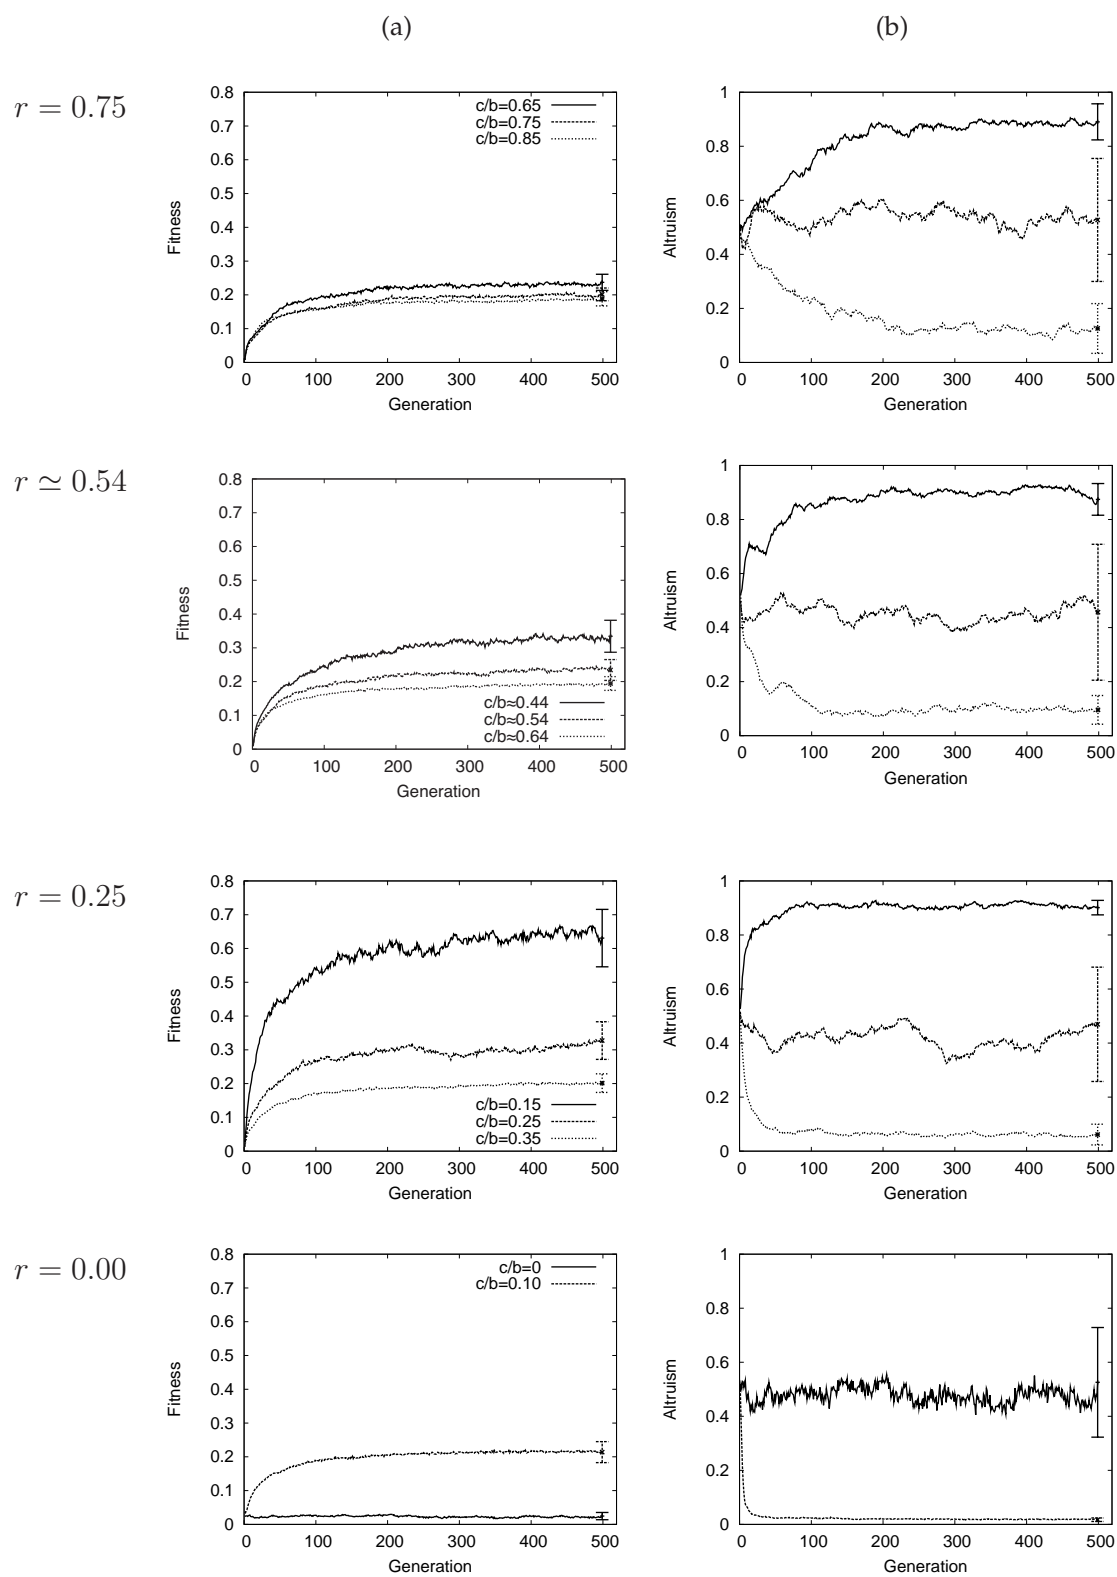 (a) (b)
r = 0.75
0.8
0.7
0.6
0.5
0.4
0.3
0.2
0.1
0
0 100 200 300 400 500
Generation
Fitness
c/b=0.65
c/b=0.75
c/b=0.85
1
0.8
0.6
0.4
0.2
0
0 100 200 300 400 500
Generation
Altruism
r ≃ 0.54
0.8
0.7
0.6
0.5
0.4
0.3
0.2
0.1
0
0 100 200 300 400 500
Generation
Fitness
c/b≈0.44
c/b≈0.54
c/b≈0.64
1
0.8
0.6
0.4
0.2
0
0 100 200 300 400 500
Generation
Altruism
r = 0.25
0.8
0.7
0.6
0.5
0.4
0.3
0.2
0.1
0
0 100 200 300 400 500
Generation
Fitness
c/b=0.15
c/b=0.25
c/b=0.35
1
0.8
0.6
0.4
0.2
0
0 100 200 300 400 500
Generation
Altruism
r = 0.00
0.8
0.7
0.6
0.5
0.4
0.3
0.2
0.1
0
0 100 200 300 400 500
Generation
Fitness
c/b=0
c/b=0.10
1
0.8
0.6
0.4
0.2
0
0 100 200 300 400 500
Generation
Altruism